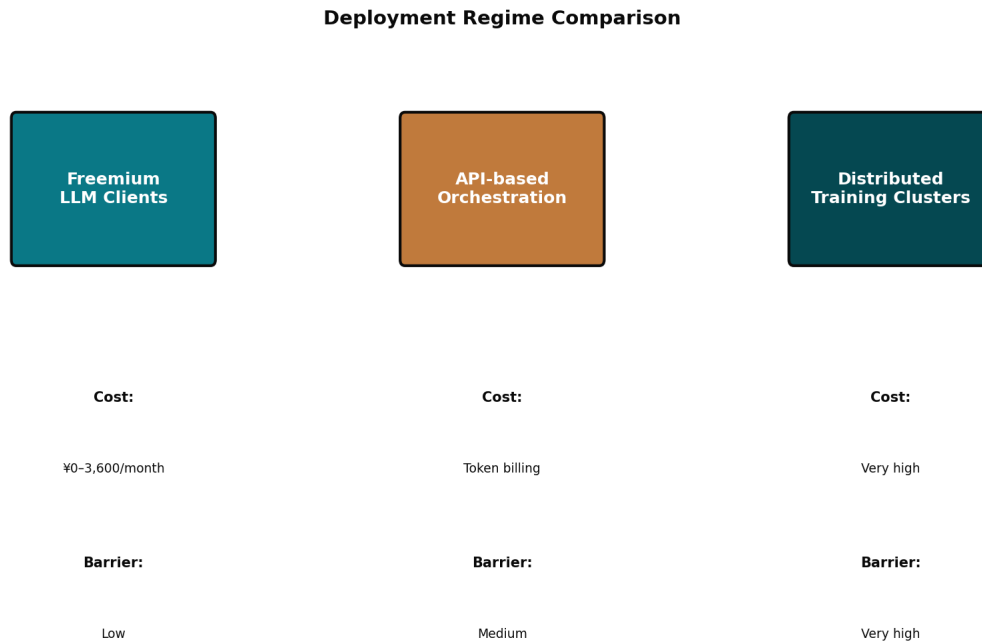 Deployment Regime Comparison
Freemium
LLM Clients
API-based
Orchestration
Distributed
Training Clusters
Cost:
Cost:
Cost:
¥0–3,600/month
Token billing
Very high
Barrier:
Barrier:
Barrier:
Low
Medium
Very high